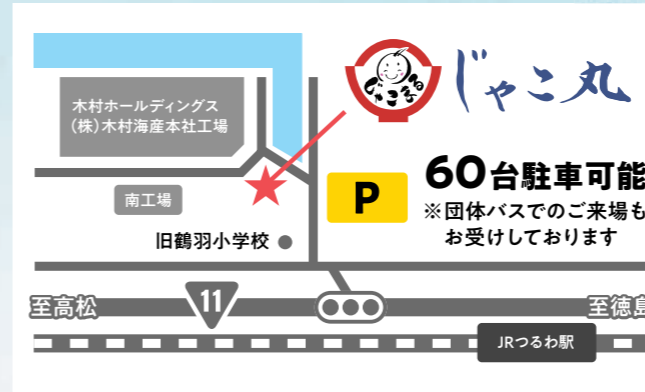 じゃこ丸
じゃこ丸
木村ホールディングス
（株）木村海産本社工場
60台駐車可能
P
南工場
※団体バスでのご来場も
お受けしております
旧鶴羽小学校
至高松
11
至徳島
JRつるわ駅